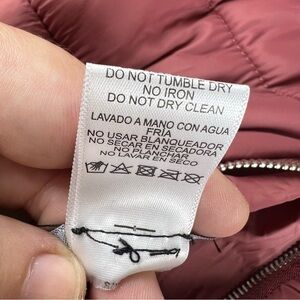 DO NOT TUMBLE DRY
NO IRON
DO NOT DRY CLEAN
LAVADO A MANO CON AGUA
FRÍA
NO USAR BLANQUEADOR
NO SECAR EN SECADORA
NO PLANCHAR
NO LAVAR EN SECO